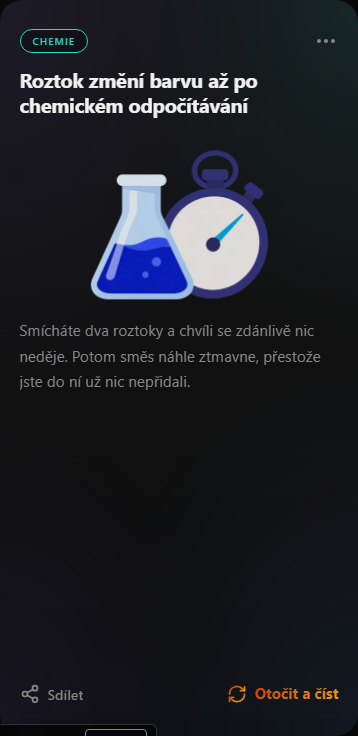 CHEMIE
Roztok změní barvu až po
chemickém odpočítávání
Smícháte dva roztoky a chvíli se zdánlivě nic
neděje. Potom směs náhle ztmavne, přestože
jste do ní už nic nepřidali.
Sdílet
Otočit a číst